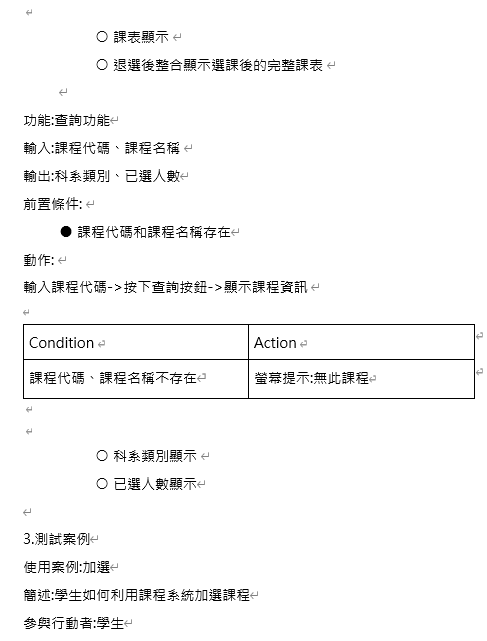 ○ 課表顯示
○ 退選後整合顯示選課後的完整課表
功能:查詢功能
輸入:課程代碼、課程名稱
輸出:科系類別、已選人數
前置條件:
● 課程代碼和課程名稱存在
動作:
輸入課程代碼->按下查詢按鈕->顯示課程資訊
Condition Action
課程代碼、課程名稱不存在 螢幕提示:無此課程
○ 科系類別顯示
○ 已選人數顯示
3.測試案例
使用案例:加選
簡述:學生如何利用課程系統加選課程
參與行動者:學生